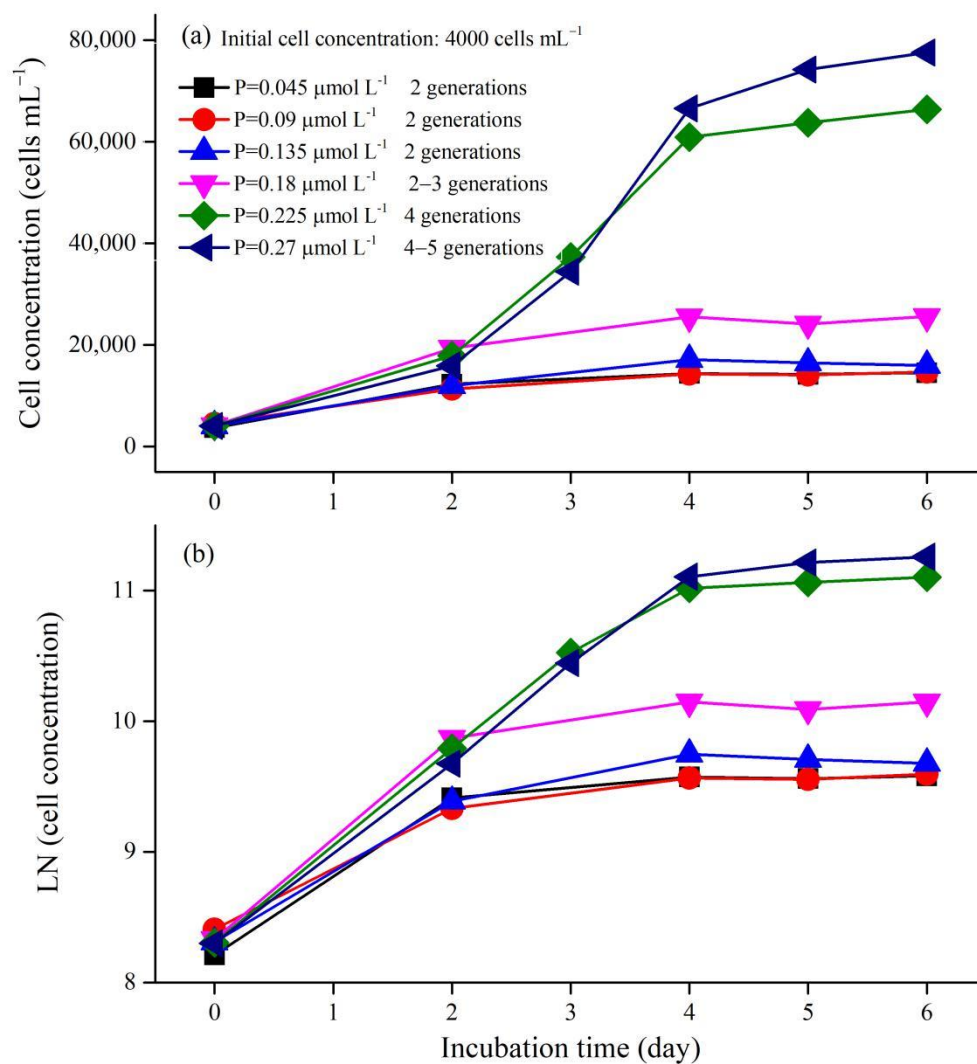 (a) Initial cell concentration: 4000 cells mL⁻¹
80,000
60,000
40,000
20,000
0
Cell concentration (cells mL⁻¹)
P=0.045 μmol L⁻¹ 2 generations
P=0.09 μmol L⁻¹ 2 generations
P=0.135 μmol L⁻¹ 2 generations
P=0.18 μmol L⁻¹ 2–3 generations
P=0.225 μmol L⁻¹ 4 generations
P=0.27 μmol L⁻¹ 4–5 generations
0 1 2 3 4 5 6
(b)
11
10
9
8
LN (cell concentration)
0 1 2 3 4 5 6
Incubation time (day)